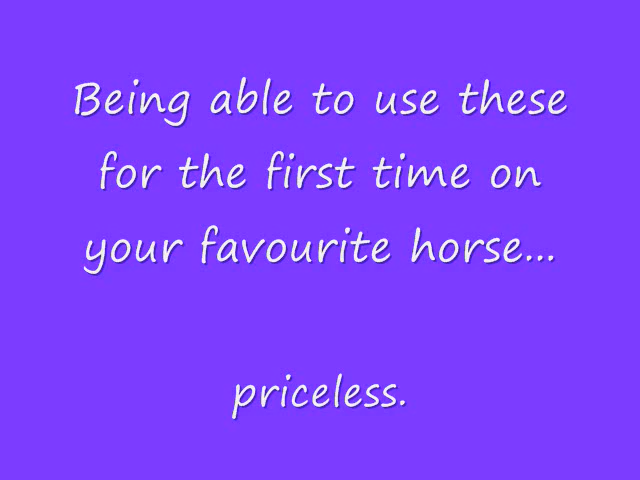 Being able to use these
for the first time on
your favourite horse...
priceless.